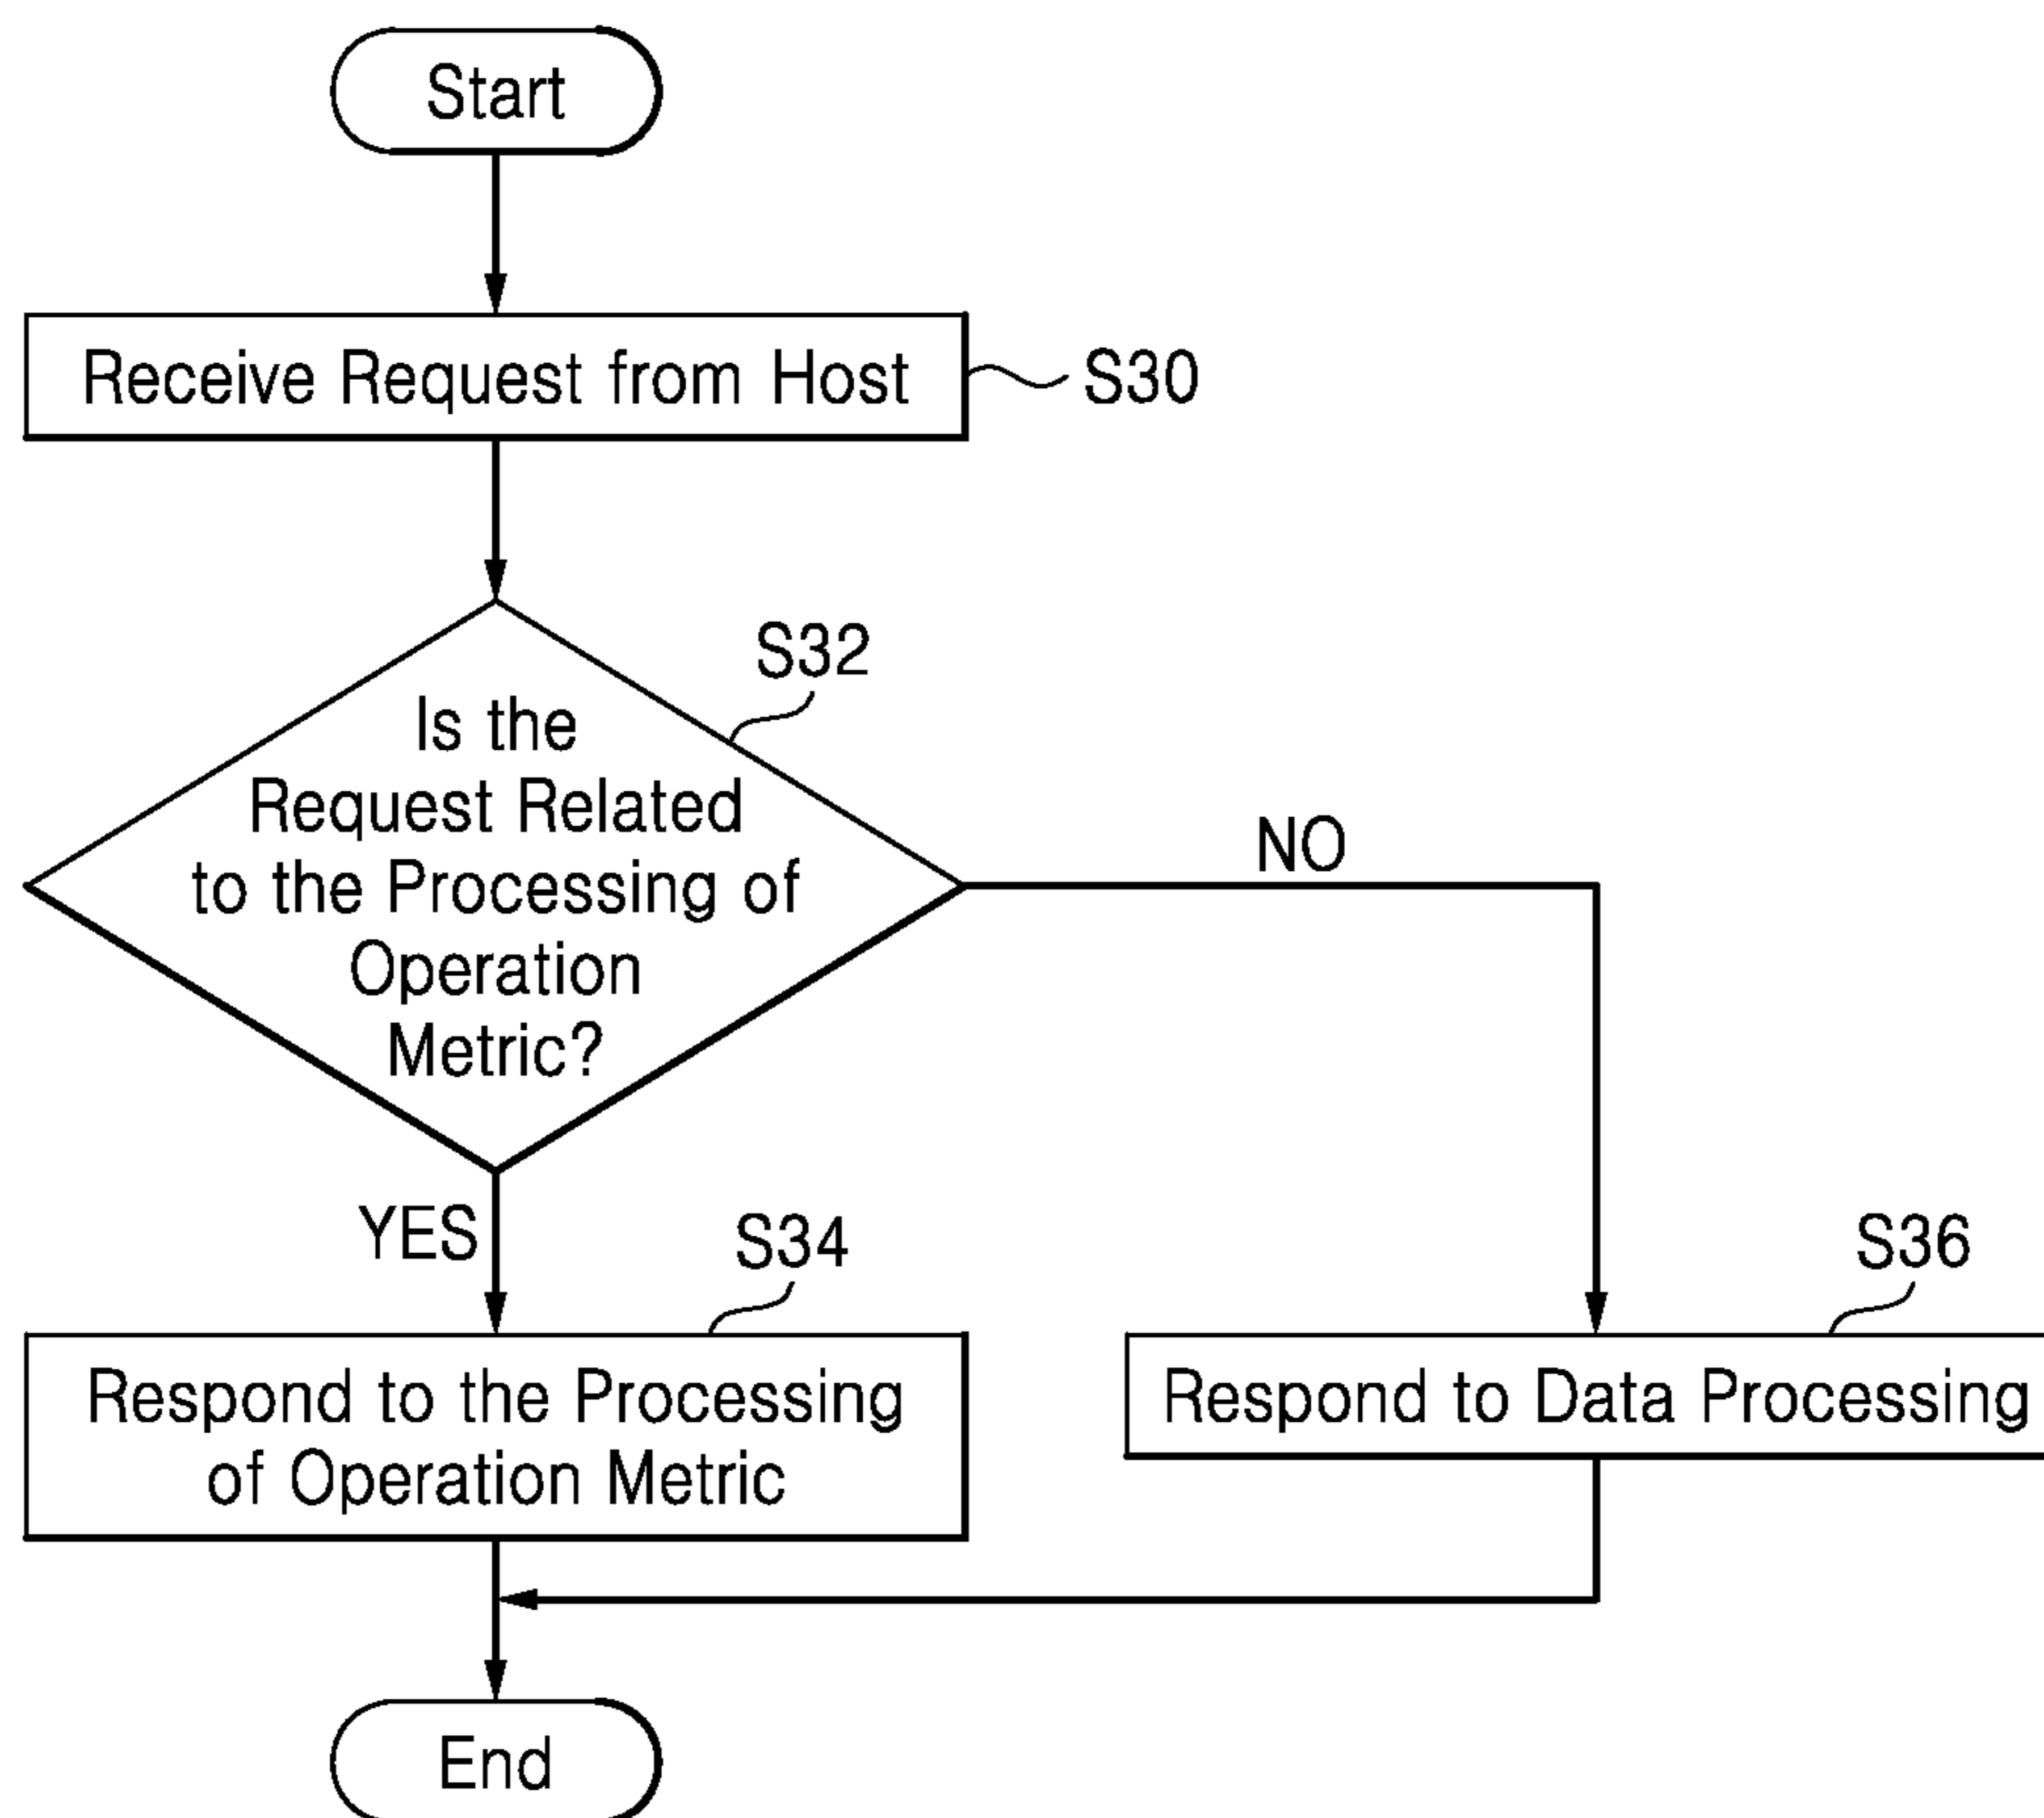 Start
Receive Request from Host
S30
S32
Is the
Request Related
to the Processing of
Operation
Metric?
NO
YES
S34
S36
Respond to the Processing
of Operation Metric
Respond to Data Processing
End